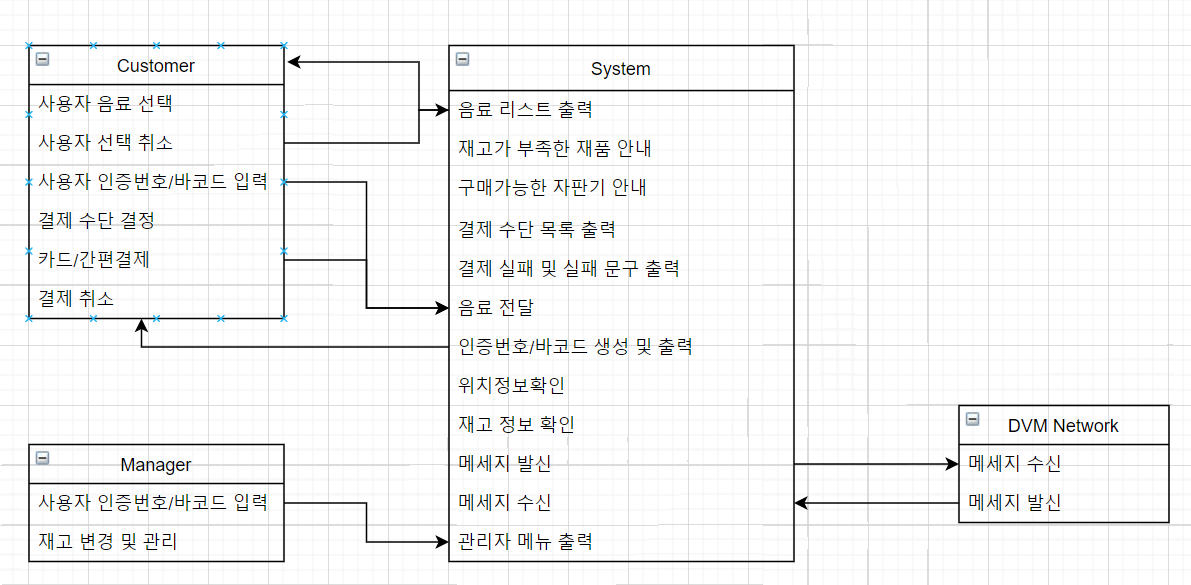 Customer
사용자 음료 선택
사용자 선택 취소
사용자 인증번호/바코드 입력
결제 수단 결정
카드/간편결제
결제 취소
System
음료 리스트 출력
재고가 부족한 재품 안내
구매가능한 자판기 안내
결제 수단 목록 출력
결제 실패 및 실패 문구 출력
음료 전달
인증번호/바코드 생성 및 출력
위치정보확인
재고 정보 확인
메세지 발신
메세지 수신
관리자 메뉴 출력
Manager
사용자 인증번호/바코드 입력
재고 변경 및 관리
DVM Network
메세지 수신
메세지 발신